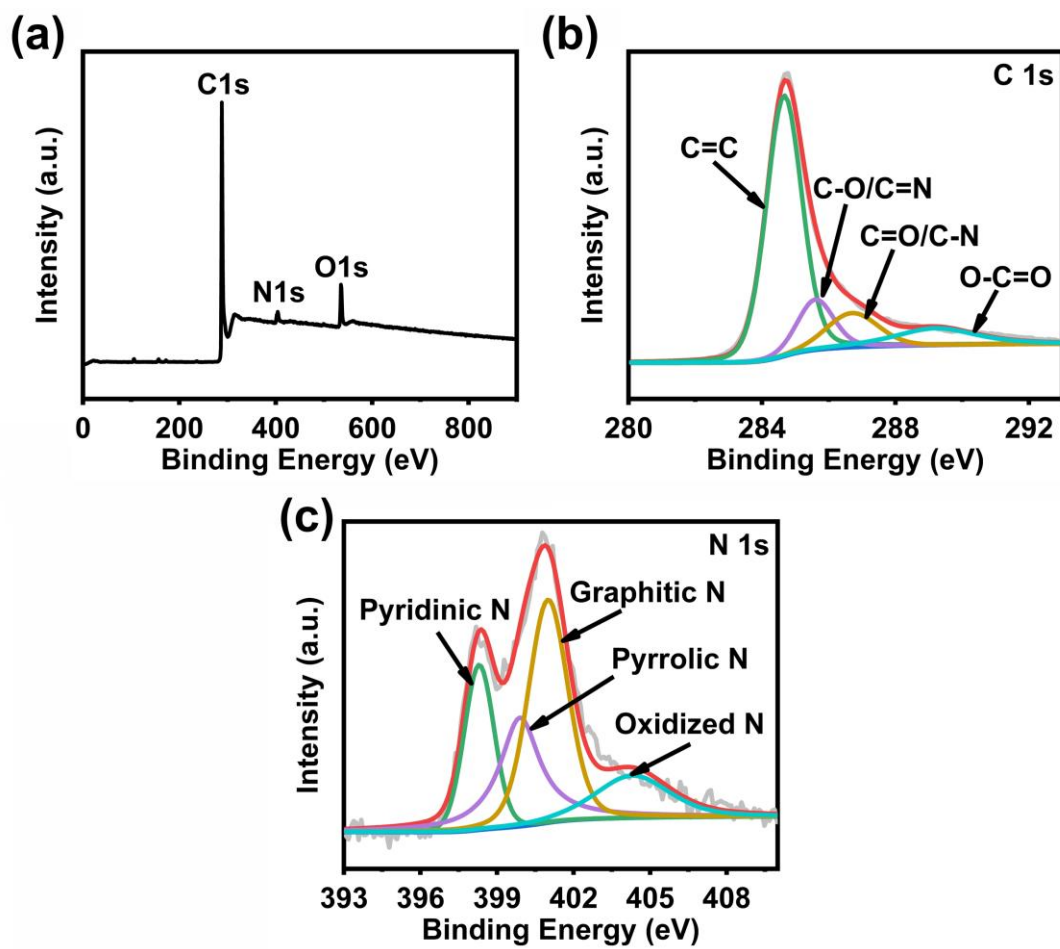 (a)
C1s
N1s
O1s
Intensity (a.u.)
0 200 400 600 800
Binding Energy (eV)
(b)
C 1s
C=C
C-O/C=N
C=O/C-N
O-C=O
Intensity (a.u.)
280 284 288 292
Binding Energy (eV)
(c)
N 1s
Pyridinic N
Graphitic N
Pyrrolic N
Oxidized N
Intensity (a.u.)
393 396 399 402 405 408
Binding Energy (eV)